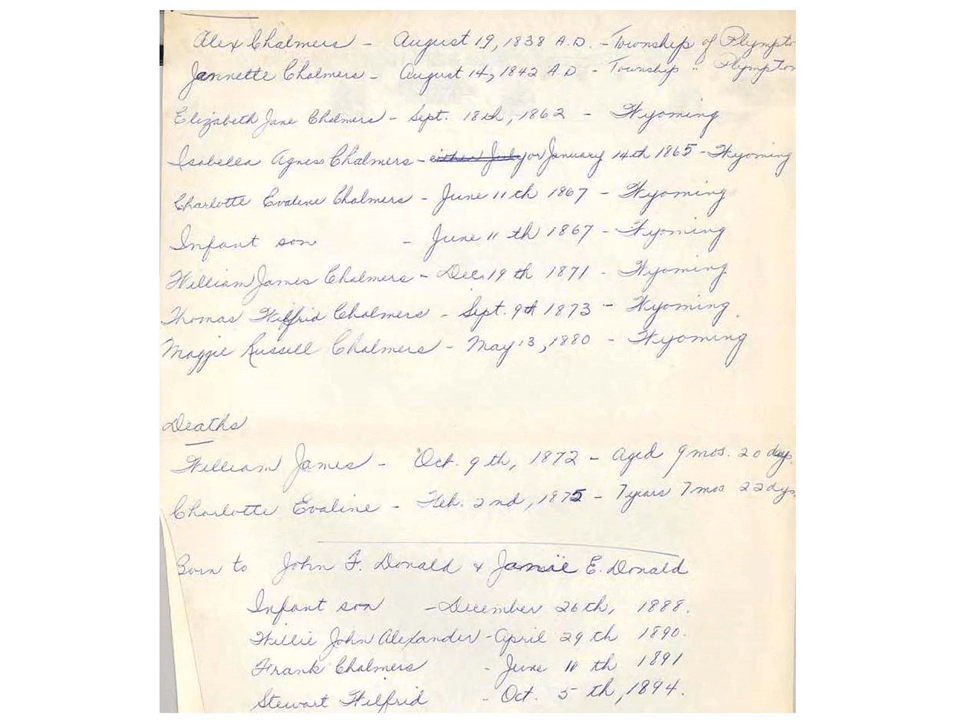 Alex Chalmers - August 19, 1838 A.D. - Township of Plympto
Jannette Chalmers - August 14, 1842 A.D - Township " Plympton
Elizabeth Jane Chalmers - Sept. 18th, 1862 - Wyoming
Isabella Agnes Chalmers - either July or January 14th 1865 - Wyoming
Charlotte Evaline Chalmers - June 11th 1867 - Wyoming
Infant son - June 11th 1867 - Wyoming
William James Chalmers - Dec. 19th 1871 - Wyoming
Thomas Wilfrid Chalmers - Sept. 9th 1873 - Wyoming
Maggie Russell Chalmers - May 13, 1880 - Wyoming
Deaths
William James - Oct. 9th, 1872 - Aged 9 mos. 20 days.
Charlotte Evaline - Feb. 2nd, 1875 - 7 years 7 mos 22 days
Born to John F. Donald & Jamie E. Donald
Infant son - December 26th, 1888.
Willie John Alexander - April 29th 1890.
Frank Chalmers - June 11th 1891
Stewart Wilfrid - Oct. 5th, 1894.